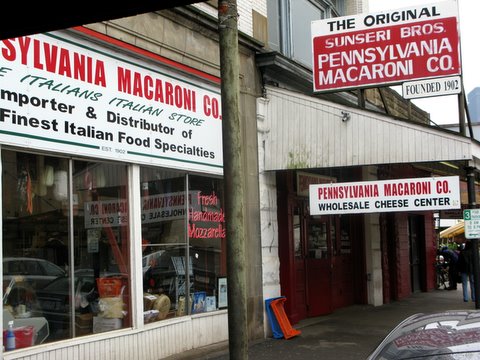 THE ORIGINAL
SUNSERI BROS.
PENNSYLVANIA
MACARONI CO.
FOUNDED 1902
SYLVANIA MACARONI CO.
E ITALIANS ITALIAN STORE
mporter & Distributor of
Finest Italian Food Specialties
EST. 1902
PENNSYLVANIA MACARONI CO.
WHOLESALE CHEESE CENTER
Fresh
Handmade
Mozzarella